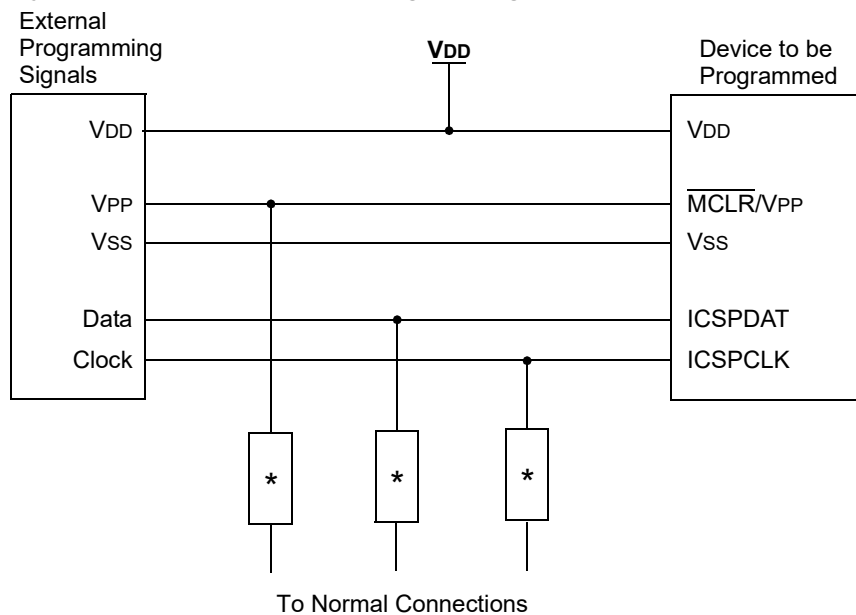 External
Programming
Signals
VDD
Device to be
Programmed
VDD
VDD
VPP
MCLR/VPP
VSS
VSS
Data
ICSPDAT
Clock
ICSPCLK
*
*
*
To Normal Connections